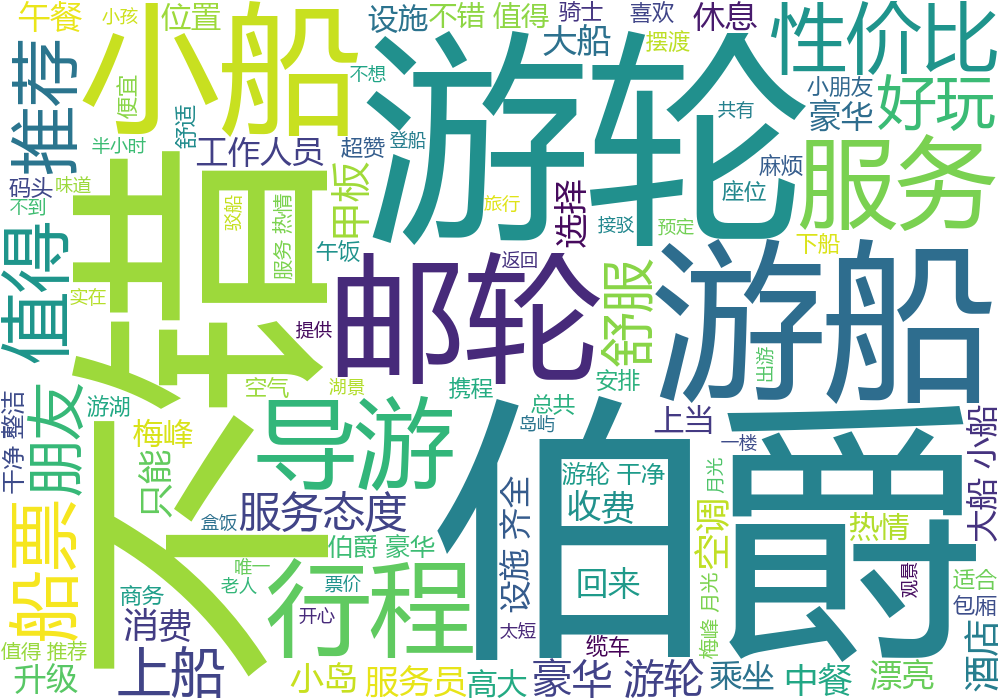 午餐
小孩
位置
设施
不错 值得
骑士
喜欢
休息
小船
游轮
性价比
大船
摆渡
推荐
便宜
不想
共有
小朋友
豪华
好玩
舒适
半小时
工作人员
超赞
登船
麻烦
服务
码头
味道
不到
不错
驳船
服务 热情
甲板
旅行
选择
座位
接驳
预定
午饭
值得
邮轮
返回
舒服
游船
下船
实在
提供
空气
湖景
携程
安排
出游
朋友
游湖
梅峰
导游
总共
岛屿
伯爵
上当
一楼
爵
干净 整洁
只能
游轮 干净
月光
大船 小船
船票
盒饭
服务态度
设施 齐全
收费
空调
热情
伯爵 豪华
唯一
老人
票价
行程
回来
梅峰 月光
观景
适合
包厢
商务
消费
开心
太短
缆车
酒店
值得 推荐
升级
上船
小岛
服务员
高大
豪华 游轮
乘坐
中餐
漂亮